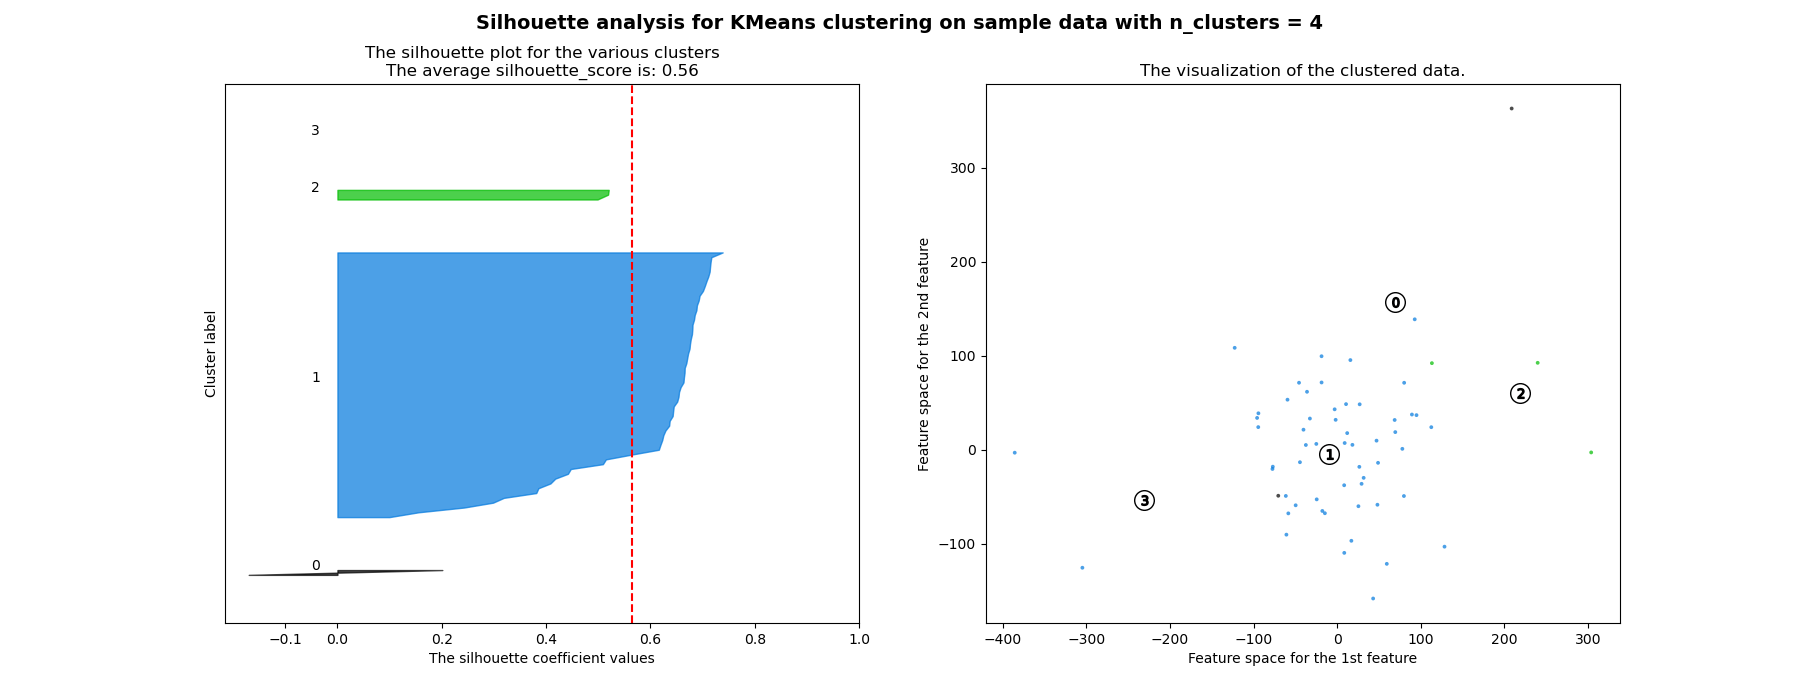 Silhouette analysis for KMeans clustering on sample data with n_clusters = 4
The silhouette plot for the various clusters
The average silhouette_score is: 0.56
3
2
1
0
Cluster label
−0.1 0.0 0.2 0.4 0.6 0.8 1.0
The silhouette coefficient values
The visualization of the clustered data.
300
200
100
0
−100
Feature space for the 2nd feature
0
2
1
3
−400 −300 −200 −100 0 100 200 300
Feature space for the 1st feature